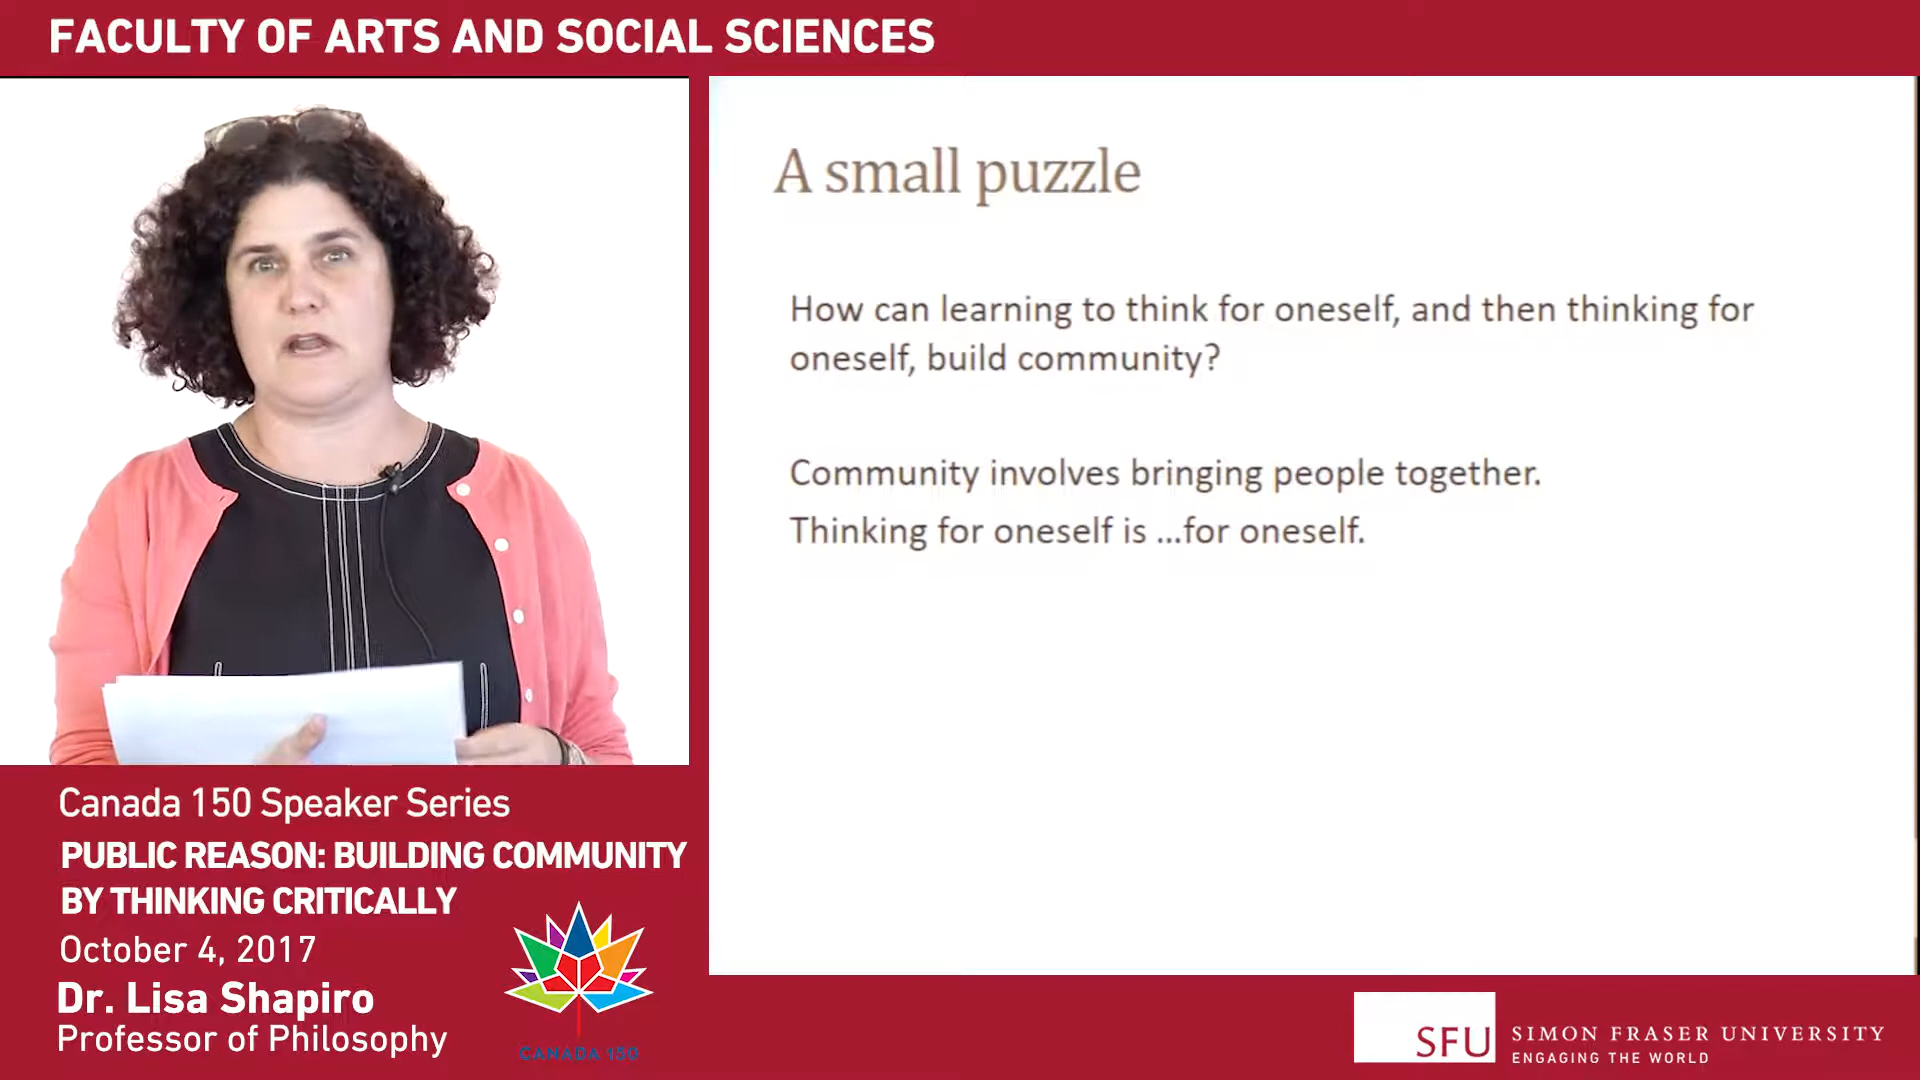 FACULTY OF ARTS AND SOCIAL SCIENCES
A small puzzle
How can learning to think for oneself, and then thinking for
oneself, build community?
Community involves bringing people together.
Thinking for oneself is ...for oneself.
Canada 150 Speaker Series
PUBLIC REASON: BUILDING COMMUNITY
BY THINKING CRITICALLY
October 4, 2017
Dr. Lisa Shapiro
Professor of Philosophy
CANADA 150
SFU
SIMON FRASER UNIVERSITY
ENGAGING THE WORLD